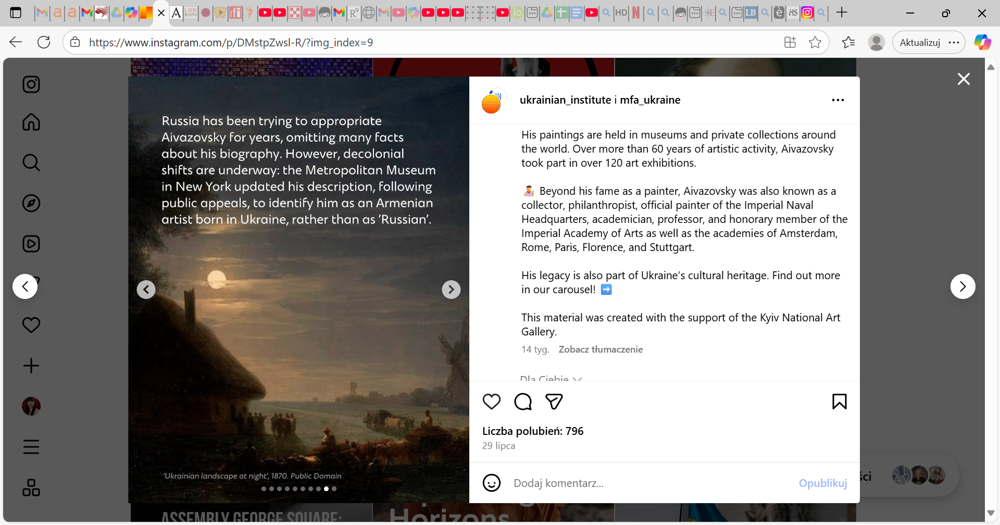 UKR
RAIN
rfi
HD
LB
HS
https://www.instagram.com/p/DMstpZwsI-R/?img_index=9
Aktualizuj
Russia has been trying to appropriate
Aivazovsky for years, omitting many facts
about his biography. However, decolonial
shifts are underway: the Metropolitan Museum
in New York updated his description, following
public appeals, to identify him as an Armenian
artist born in Ukraine, rather than as ’Russian’.
‘Ukrainian landscape at night’, 1870. Public Domain
ukrainian_institute i mfa_ukraine
His paintings are held in museums and private collections around
the world. Over more than 60 years of artistic activity, Aivazovsky
took part in over 120 art exhibitions.
🧑‍🎨 Beyond his fame as a painter, Aivazovsky was also known as a
collector, philanthropist, official painter of the Imperial Naval
Headquarters, academician, professor, and honorary member of the
Imperial Academy of Arts as well as the academies of Amsterdam,
Rome, Paris, Florence, and Stuttgart.
His legacy is also part of Ukraine’s cultural heritage. Find out more
in our carousel! ➡️
This material was created with the support of the Kyiv National Art
Gallery.
14 tyg. Zobacz tłumaczenie
Dla Ciebie
Liczba polubień: 796
29 lipca
Dodaj komentarz...
Opublikuj
ści
ASSEMBLY GEORGE SQUARE:
Horizons